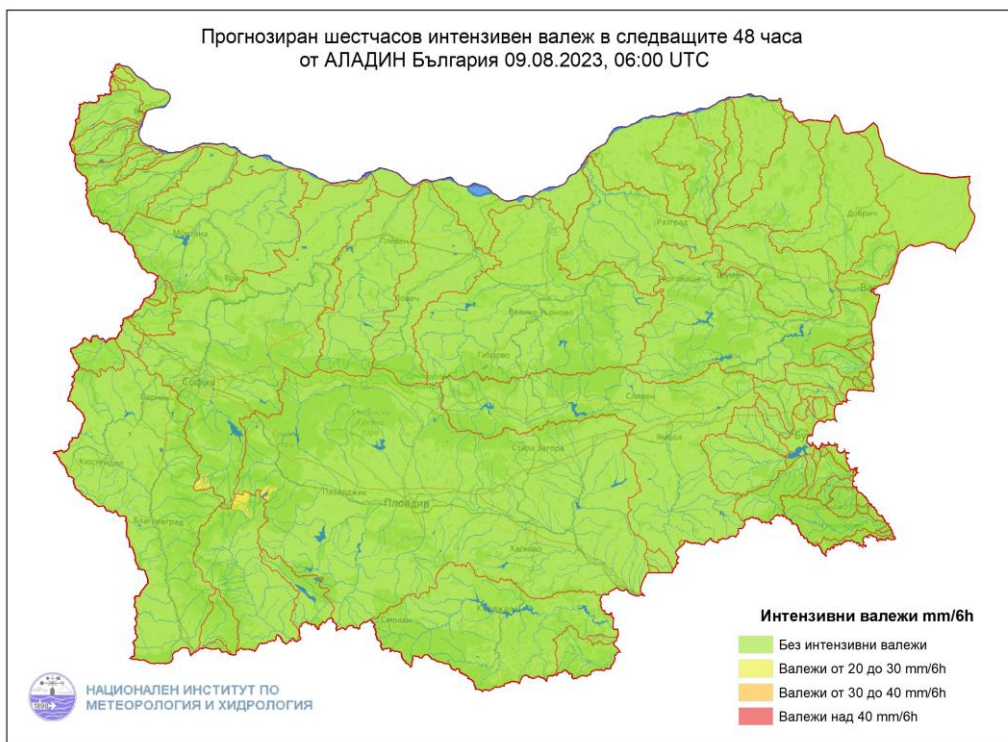 Прогнозиран шестчасов интензивен валеж в следващите 48 часа
от АЛАДИН България 09.08.2023, 06:00 UTC
Добрич
Разград
Монтана
Плевен
Враца
Ловеч
Велико Търново
Габрово
София
Перник
Сливен
Ямбол
Стара Загора
Кюстендил
Пазарджик
Пловдив
Благоевград
Хасково
Смолян
Интензивни валежи mm/6h
Без интензивни валежи
Валежи от 20 до 30 mm/6h
Валежи от 30 до 40 mm/6h
Валежи над 40 mm/6h
НАЦИОНАЛЕН ИНСТИТУТ ПО
МЕТЕОРОЛОГИЯ И ХИДРОЛОГИЯ